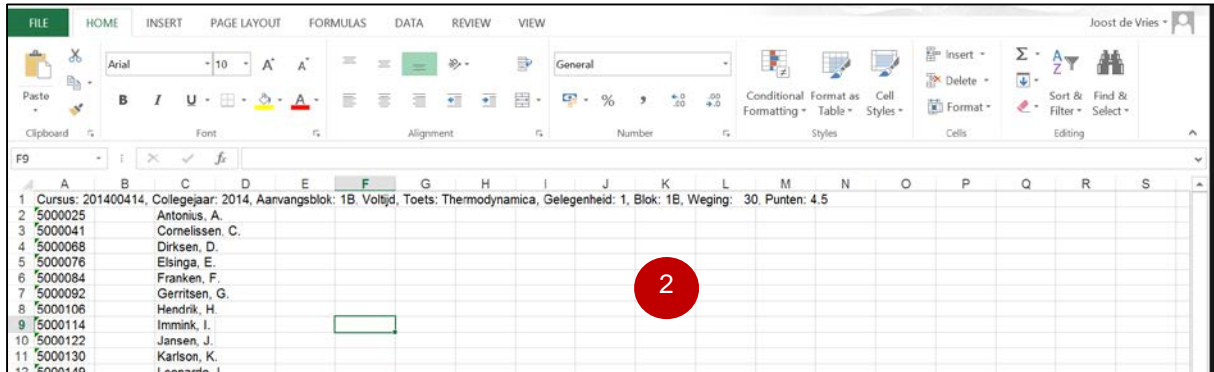 FILE HOME INSERT PAGE LAYOUT FORMULAS DATA REVIEW VIEW Joost de Vries
Arial 10 A A General Insert
Delete
Paste B I U A % Conditional Format as Cell Format Sort & Find &
Formatting Table Styles Filter Select
Clipboard Font Alignment Number Styles Cells Editing
F9 fx
A B C D E F G H I J K L M N O P Q R S
1 Cursus: 201400414, Collegejaar: 2014, Aanvangsblok: 1B, Voltijd, Toets: Thermodynamica, Gelegenheid: 1, Blok: 1B, Weging: 30, Punten: 4.5
2 5000025 Antonius, A.
3 5000041 Cornelissen, C.
4 5000068 Dirksen, D.
5 5000076 Elsinga, E.
6 5000084 Franken, F.
7 5000092 Gerritsen, G.
8 5000106 Hendrik, H.
9 5000114 Immink, I.
10 5000122 Jansen, J.
11 5000130 Karlson, K.
2